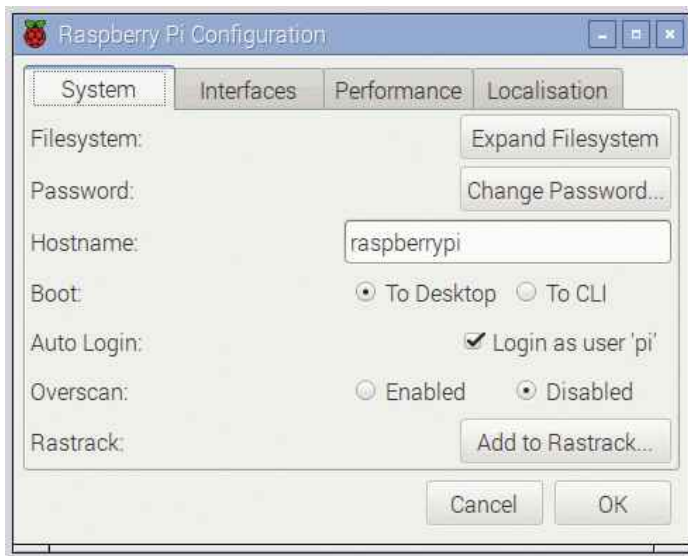 Raspberry Pi Configuration
System Interfaces Performance Localisation
Filesystem: Expand Filesystem
Password: Change Password...
Hostname: raspberrypi
Boot: To Desktop To CLI
Auto Login: Login as user 'pi'
Overscan: Enabled Disabled
Rastrack: Add to Rastrack...
Cancel OK